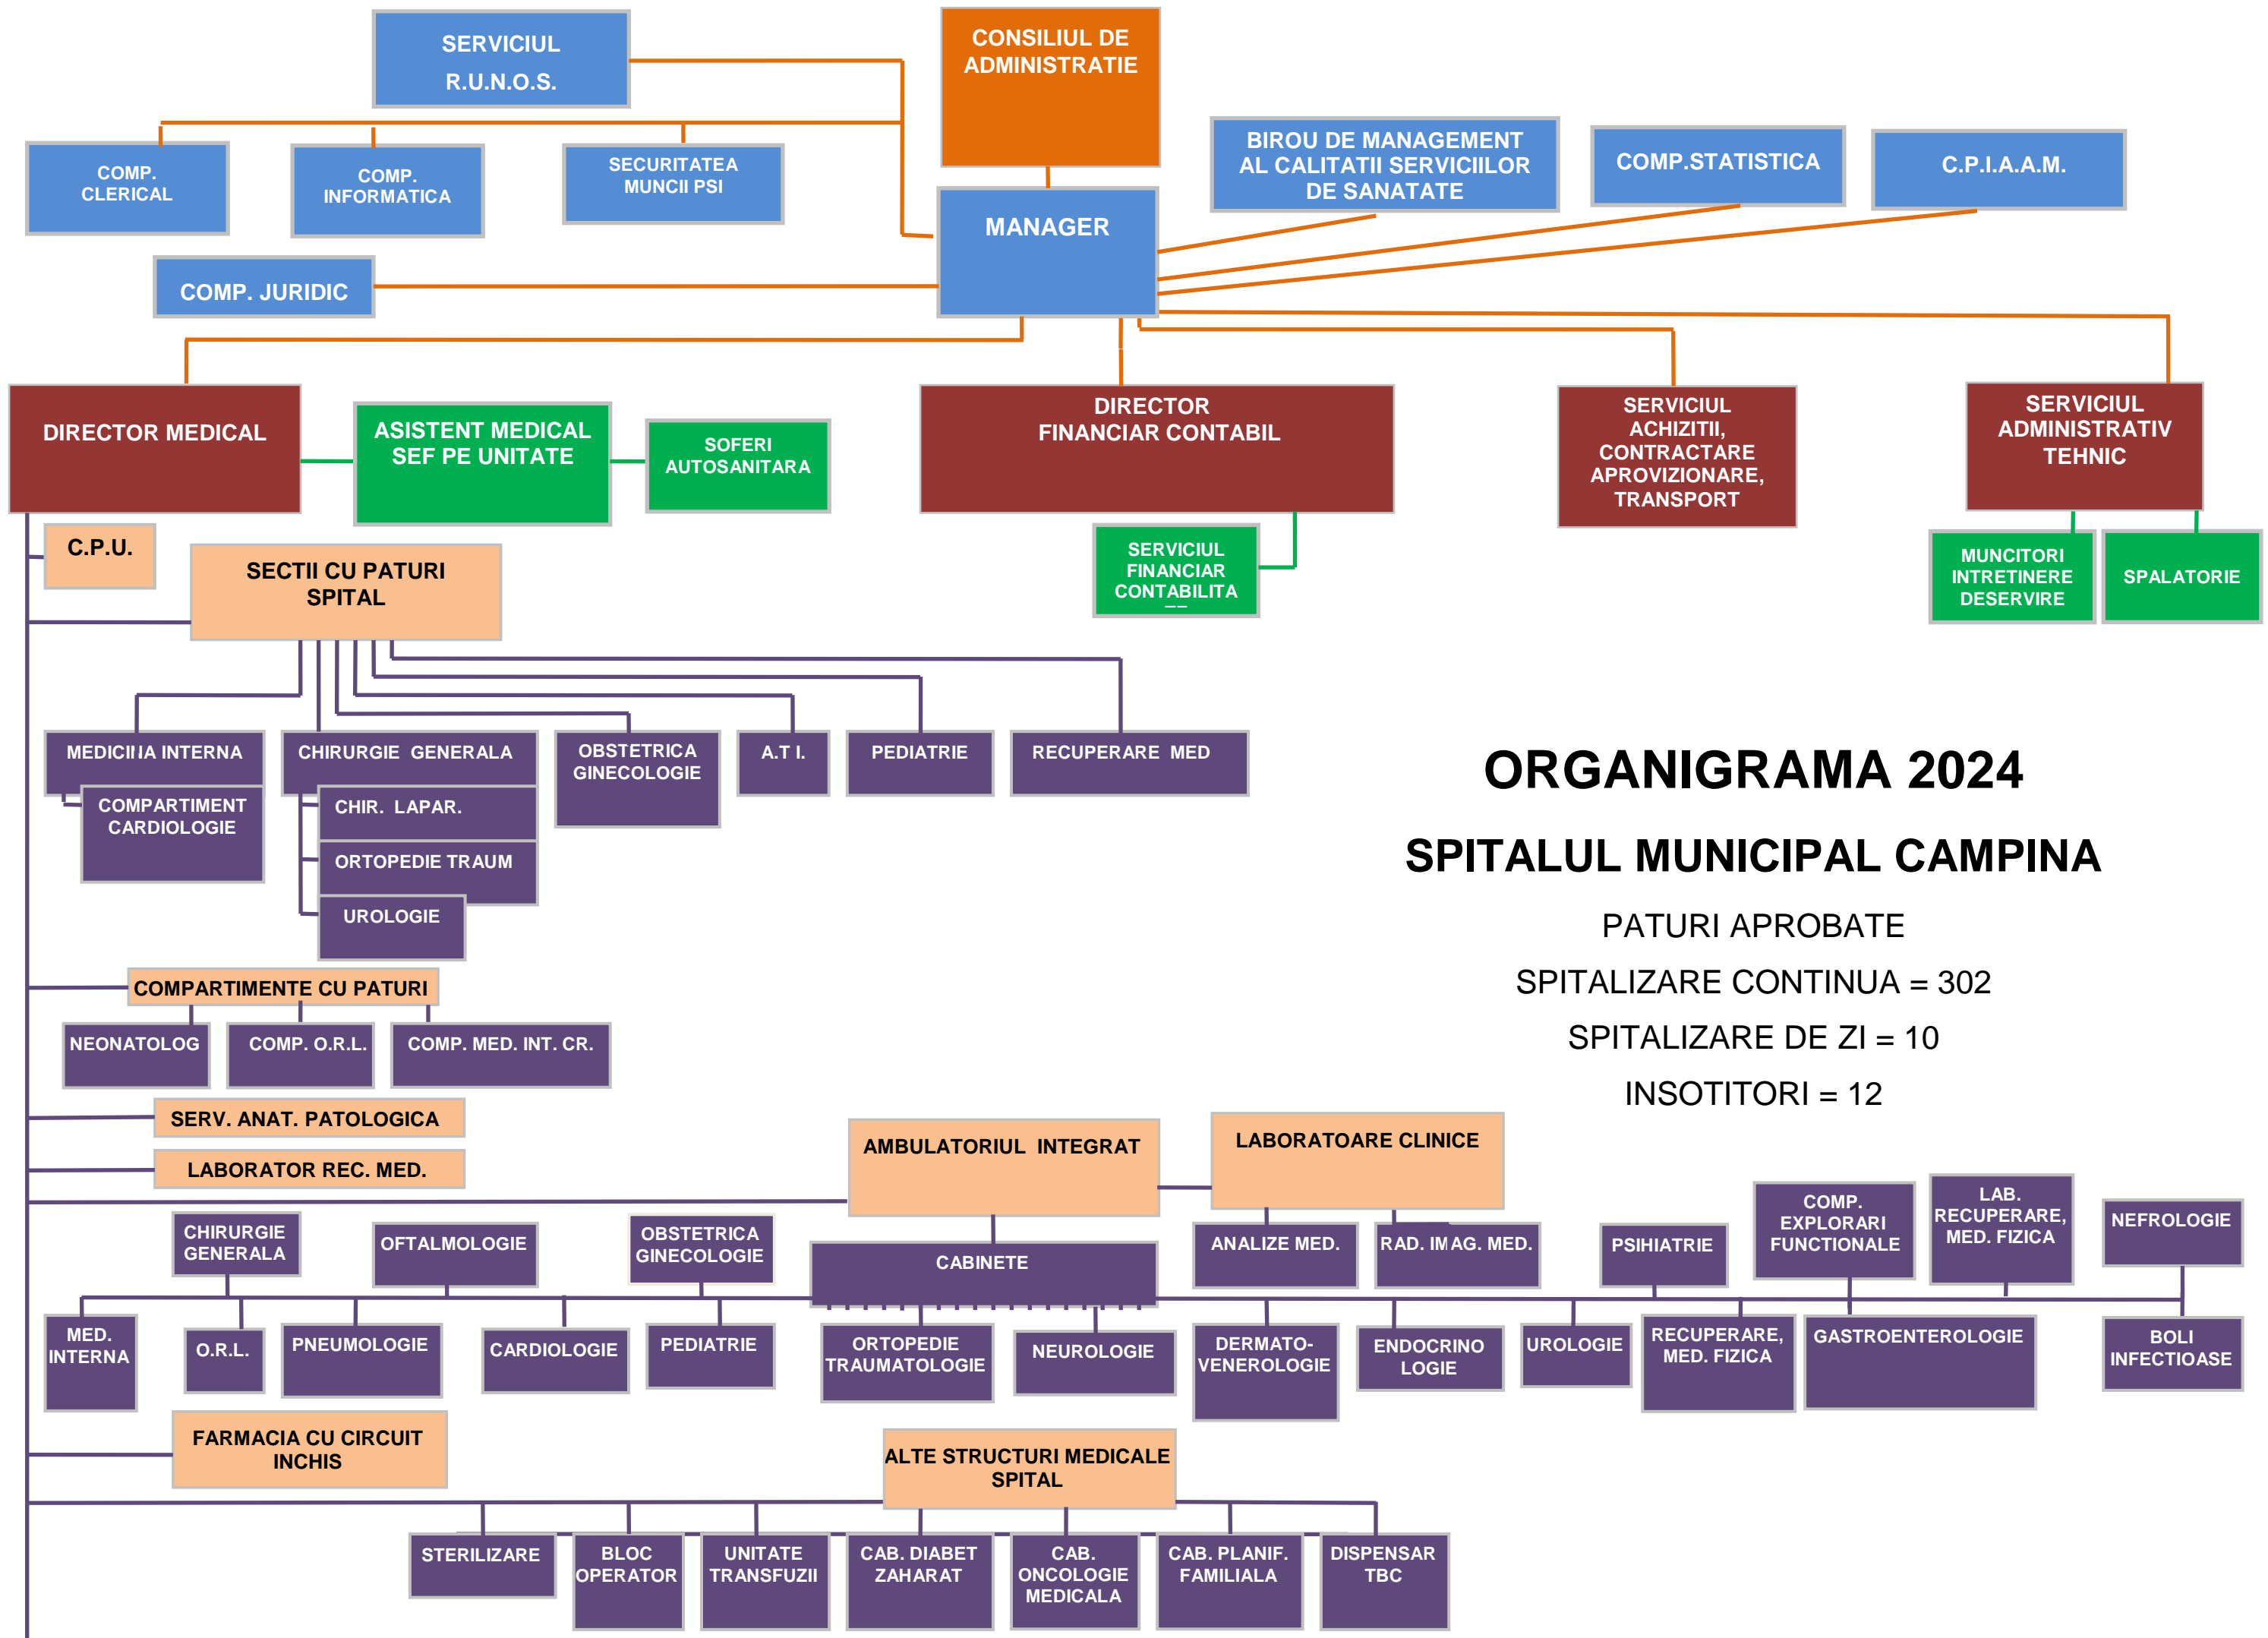 SERVICIUL
R.U.N.O.S.
CONSILIUL DE
ADMINISTRATIE
COMP.
CLERICAL
COMP.
INFORMATICA
SECURITATEA
MUNCII PSI
BIROU DE MANAGEMENT
AL CALITATII SERVICIILOR
DE SANATATE
COMP.STATISTICA
C.P.I.A.A.M.
MANAGER
COMP. JURIDIC
DIRECTOR MEDICAL
ASISTENT MEDICAL
SEF PE UNITATE
SOFERI
AUTOSANITARA
DIRECTOR
FINANCIAR CONTABIL
SERVICIUL
ACHIZITII,
CONTRACTARE
APROVIZIONARE,
TRANSPORT
SERVICIUL
ADMINISTRATIV
TEHNIC
C.P.U.
SECTII CU PATURI
SPITAL
SERVICIUL
FINANCIAR
CONTABILITA
MUNCITORI
INTRETINERE
DESERVIRE
SPALATORIE
MEDICINA INTERNA
COMPARTIMENT
CARDIOLOGIE
CHIRURGIE GENERALA
CHIR. LAPAR.
ORTOPEDIE TRAUM
UROLOGIE
OBSTETRICA
GINECOLOGIE
A.T I.
PEDIATRIE
RECUPERARE MED
ORGANIGRAMA 2024
SPITALUL MUNICIPAL CAMPINA
PATURI APROBATE
SPITALIZARE CONTINUA = 302
SPITALIZARE DE ZI = 10
INSOTITORI = 12
COMPARTIMENTE CU PATURI
NEONATOLOG
COMP. O.R.L.
COMP. MED. INT. CR.
SERV. ANAT. PATOLOGICA
LABORATOR REC. MED.
AMBULATORIUL INTEGRAT
LABORATOARE CLINICE
CHIRURGIE
GENERALA
OFTALMOLOGIE
OBSTETRICA
GINECOLOGIE
CABINETE
ANALIZE MED.
RAD. IMAG. MED.
PSIHIATRIE
COMP.
EXPLORARI
FUNCTIONALE
LAB.
RECUPERARE,
MED. FIZICA
NEFROLOGIE
MED.
INTERNA
O.R.L.
PNEUMOLOGIE
CARDIOLOGIE
PEDIATRIE
ORTOPEDIE
TRAUMATOLOGIE
NEUROLOGIE
DERMATO-
VENEROLOGIE
ENDOCRINO
LOGIE
UROLOGIE
RECUPERARE,
MED. FIZICA
GASTROENTEROLOGIE
BOLI
INFECTIOASE
FARMACIA CU CIRCUIT
INCHIS
ALTE STRUCTURI MEDICALE
SPITAL
STERILIZARE
BLOC
OPERATOR
UNITATE
TRANSFUZII
CAB. DIABET
ZAHARAT
CAB.
ONCOLOGIE
MEDICALA
CAB. PLANIF.
FAMILIALA
DISPENSAR
TBC